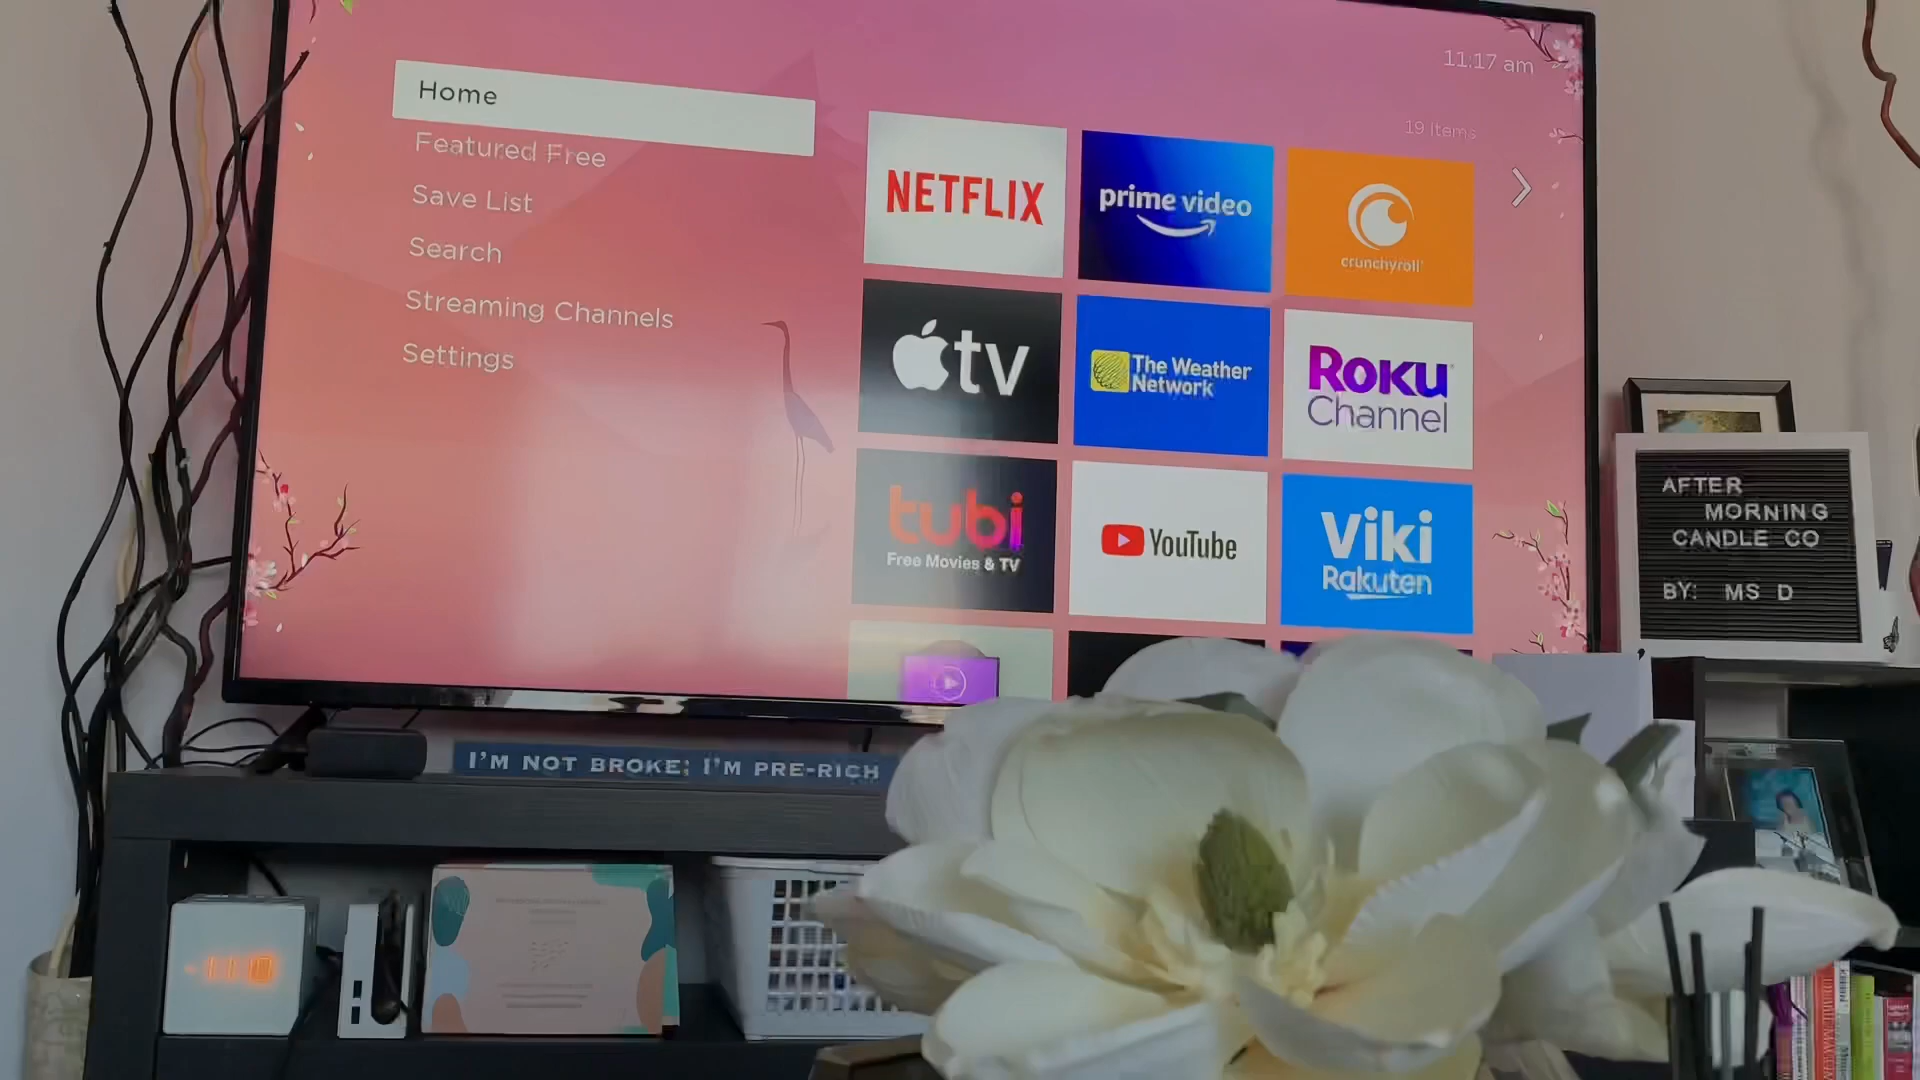 11.17 am
Home
Featured Free
Save List
Search
Streaming Channels
Settings
19 Items
NETFLIX
prime video
crunchyroll
tv
The Weather
Network
ROKU
Channel
tubi
Free Movies & TV
YouTube
Viki
Rakuten
AFTER
MORNING
CANDLE CO
BY: MS D
I'M NOT BROKE; I'M PRE-RICH